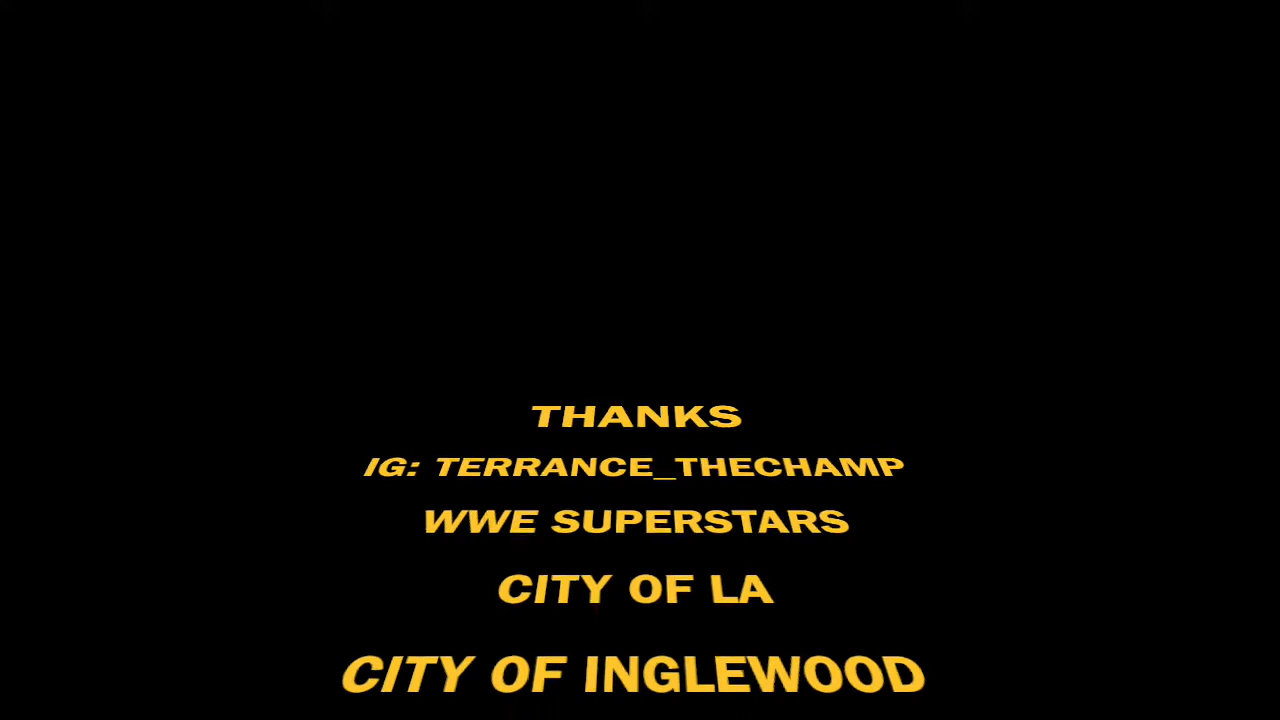 THANKS
IG: TERRANCE_THECHAMP
WWE SUPERSTARS
CITY OF LA
CITY OF INGLEWOOD